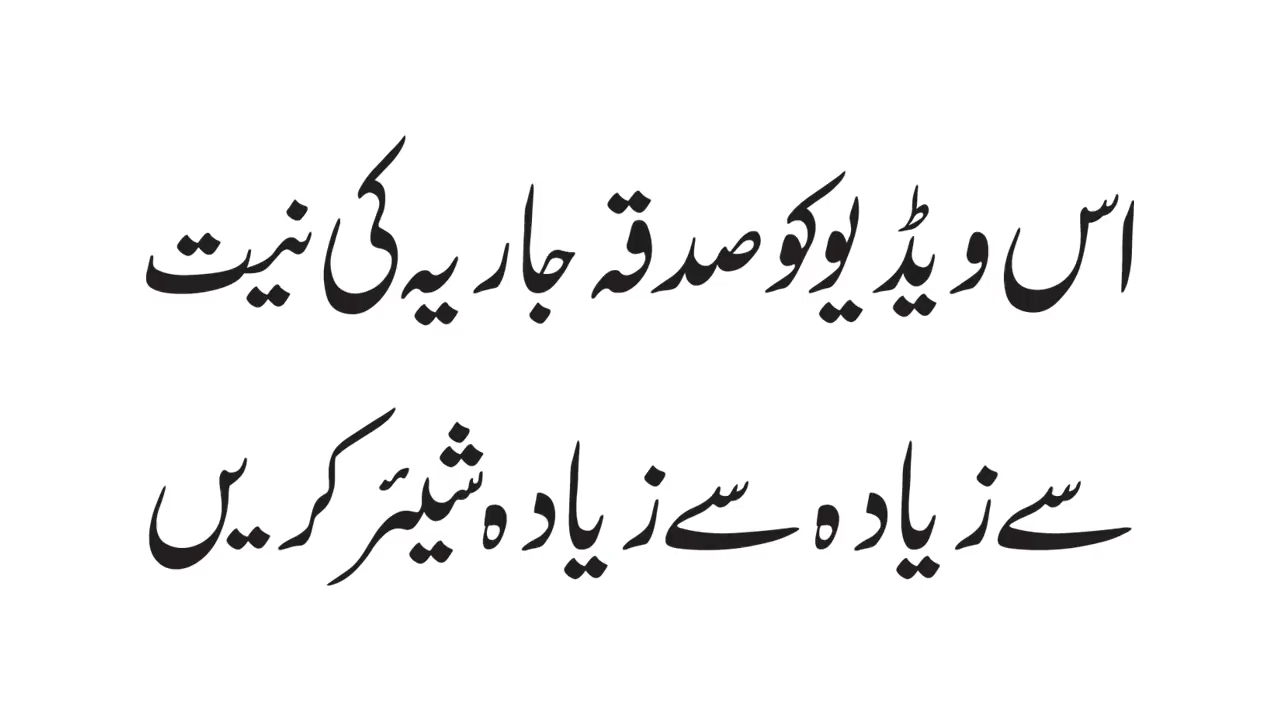 اس ویڈیو کو صدقہ جاریہ کی نیت
سے زیادہ سے زیادہ شیئر کریں